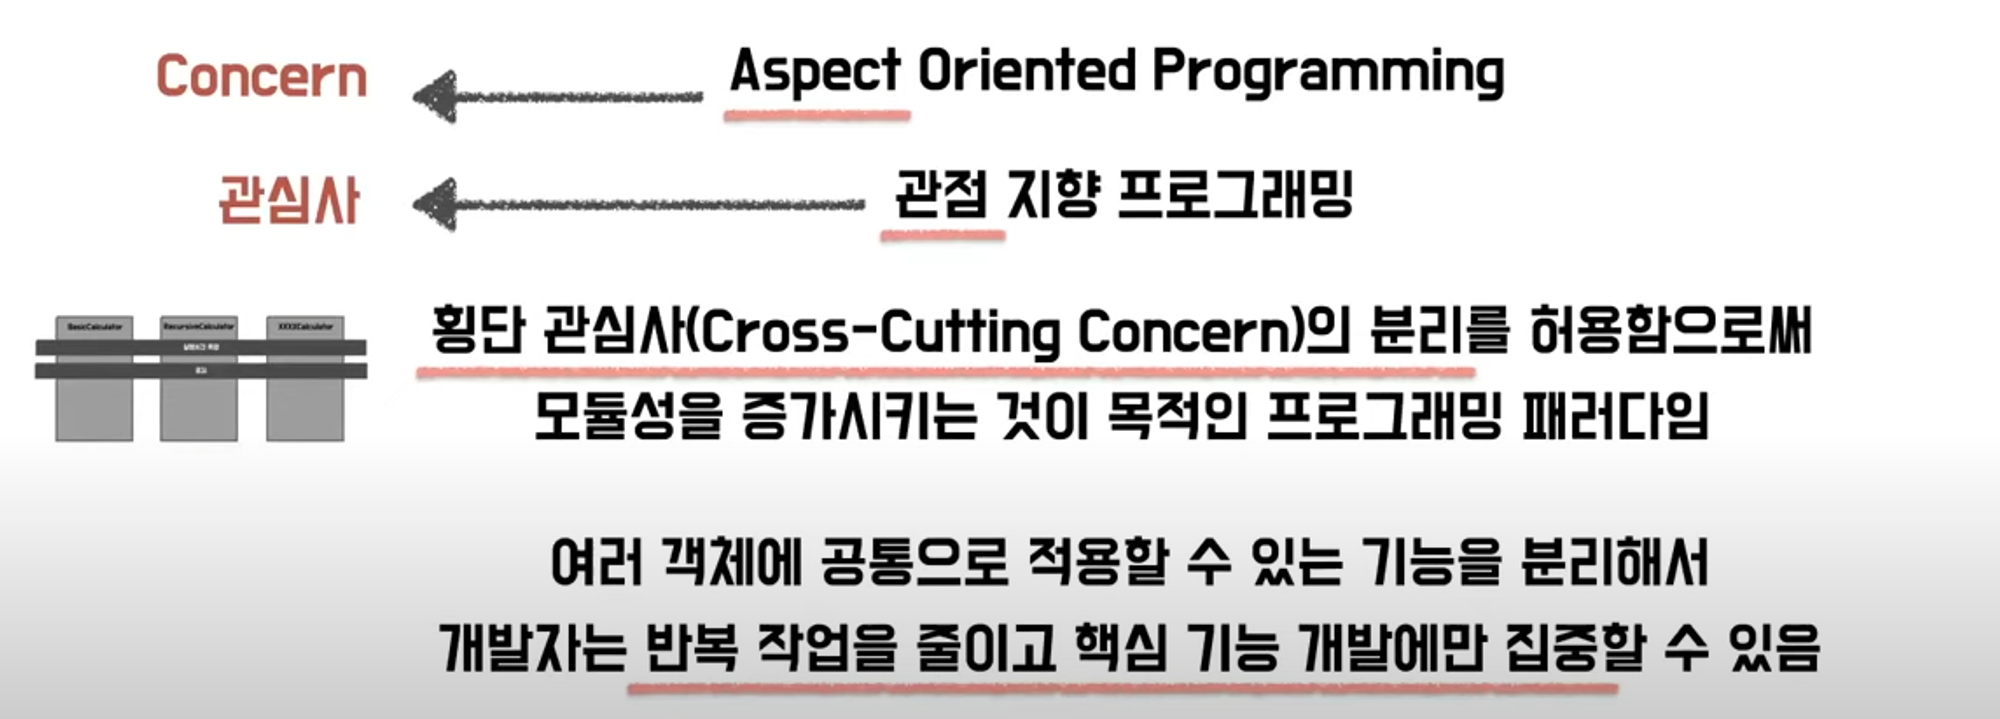 Concern
Aspect Oriented Programming
관심사
관점 지향 프로그래밍
BasicCalculator
RecursiveCalculator
XXXXCalculator
횡단 관심사(Cross-Cutting Concern)의 분리를 허용함으로써
모듈성을 증가시키는 것이 목적인 프로그래밍 패러다임
여러 객체에 공통으로 적용할 수 있는 기능을 분리해서
개발자는 반복 작업을 줄이고 핵심 기능 개발에만 집중할 수 있음